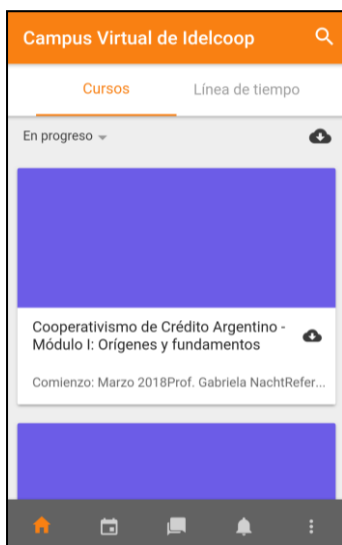 Campus Virtual de Idelcoop
Cursos
Línea de tiempo
En progreso
Cooperativismo de Crédito Argentino -
Módulo I: Orígenes y fundamentos
Comienzo: Marzo 2018Prof. Gabriela NachtRefer...